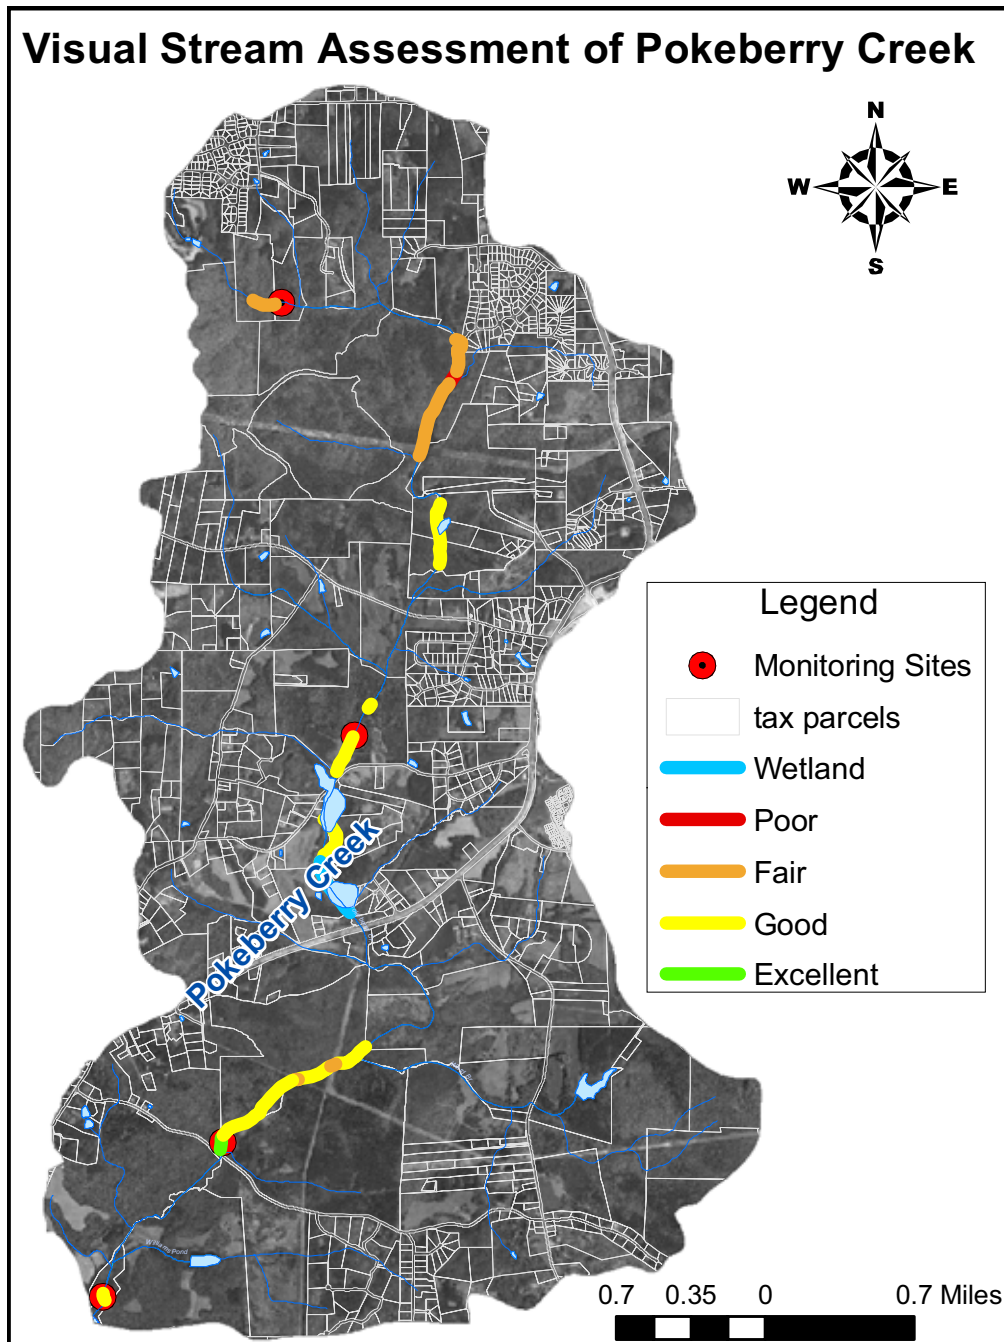 Visual Stream Assessment of Pokeberry Creek
N
W E
S
Legend
Monitoring Sites
tax parcels
Wetland
Poor
Fair
Good
Excellent
Pokeberry Creek
Pond
0.7 0.35 0 0.7 Miles